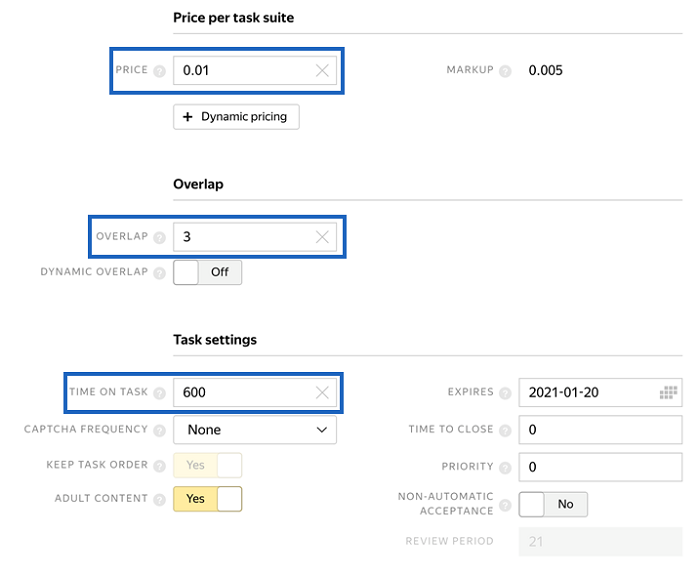 Price per task suite
PRICE ? 0.01 MARKUP ? 0.005
+ Dynamic pricing
Overlap
OVERLAP ? 3
DYNAMIC OVERLAP ? Off
Task settings
TIME ON TASK ? 600 EXPIRES ? 2021-01-20
CAPTCHA FREQUENCY ? None TIME TO CLOSE ? 0
KEEP TASK ORDER ? Yes PRIORITY ? 0
ADULT CONTENT ? Yes NON-AUTOMATIC
ACCEPTANCE ? No
REVIEW PERIOD 21